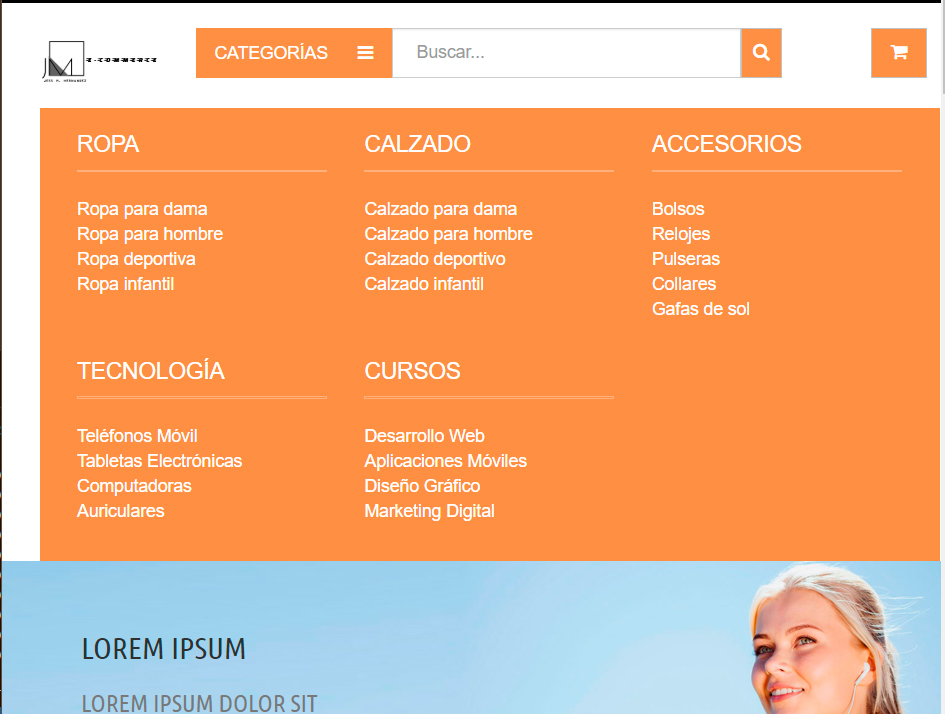 E-COMMERCE
CATEGORÍAS
Buscar...
ROPA
Ropa para dama
Ropa para hombre
Ropa deportiva
Ropa infantil
CALZADO
Calzado para dama
Calzado para hombre
Calzado deportivo
Calzado infantil
ACCESORIOS
Bolsos
Relojes
Pulseras
Collares
Gafas de sol
TECNOLOGÍA
Teléfonos Móvil
Tabletas Electrónicas
Computadoras
Auriculares
CURSOS
Desarrollo Web
Aplicaciones Móviles
Diseño Gráfico
Marketing Digital
LOREM IPSUM
LOREM IPSUM DOLOR SIT